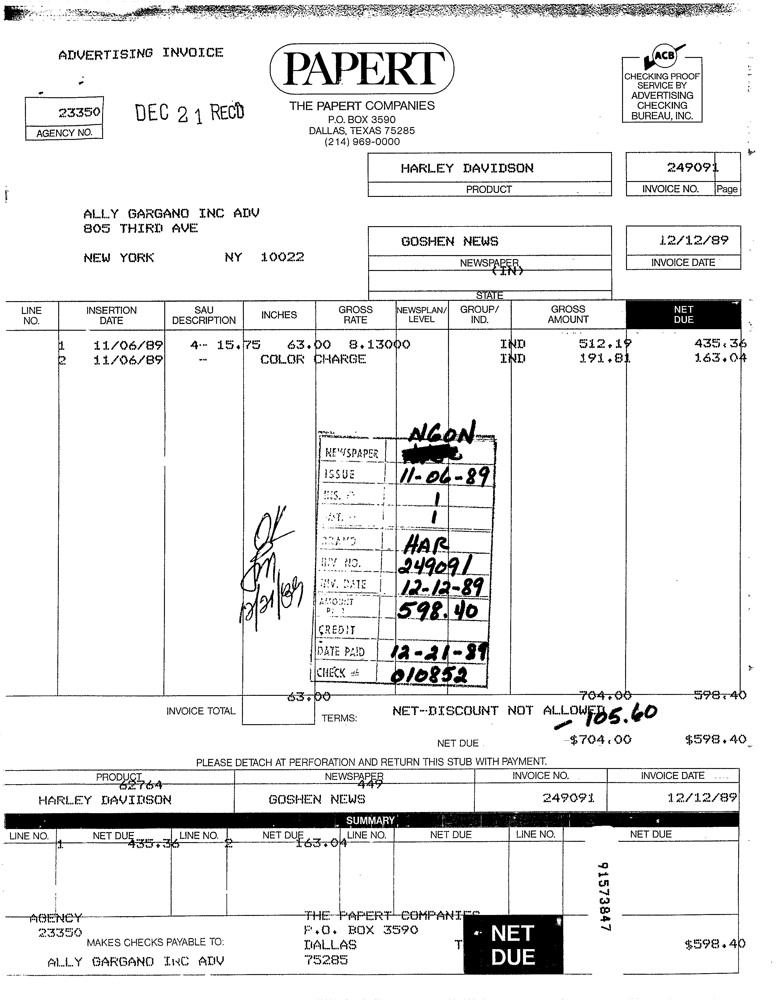 ADVERTISING INVOICE
PAPERT
ACB
CHECKING PROOF
SERVICE BY
ADVERTISING
CHECKING
BUREAU, INC.
23350
AGENCY NO.
DEC 21 REC'D
THE PAPERT COMPANIES
P.O. BOX 3590
DALLAS, TEXAS 75285
(214) 969-0000
HARLEY DAVIDSON
PRODUCT
249091
INVOICE NO. Page
ALLY GARGANO INC ADV
805 THIRD AVE
NEW YORK NY 10022
GOSHEN NEWS
NEWSPAPER
(IN)
STATE
12/12/89
INVOICE DATE
LINE NO. INSERTION DATE SAU DESCRIPTION INCHES GROSS RATE NEWSPLAN/ LEVEL GROUP/ IND. GROSS AMOUNT NET DUE
1 11/06/89 4-- 15.75 63.00 8.13000 IND 512.19 435.36
2 11/06/89 -- COLOR CHARGE IND 191.81 163.04
NEWSPAPER NGON
ISSUE 11-06-89
INS. 1
1
BRAND HAR
INV NO. 249091
INV. DATE 12-12-89
AMOUNT 598.40
CREDIT
DATE PAID 12-21-89
CHECK # 010852
OK
12/21/89
63.00 704.00 598.40
INVOICE TOTAL
TERMS: NET--DISCOUNT NOT ALLOWED
- 105.60
NET DUE -$704.00 $598.40
PLEASE DETACH AT PERFORATION AND RETURN THIS STUB WITH PAYMENT.
PRODUCT NEWSPAPER INVOICE NO. INVOICE DATE
62764 449
HARLEY DAVIDSON GOSHEN NEWS 249091 12/12/89
SUMMARY
LINE NO. NET DUE LINE NO. NET DUE LINE NO. NET DUE LINE NO. NET DUE
1 435.36 2 163.04
91573847
AGENCY
23350
MAKES CHECKS PAYABLE TO:
ALLY GARGANO INC ADV
THE PAPERT COMPANIES
P.O. BOX 3590
DALLAS T
75285
NET DUE
$598.40